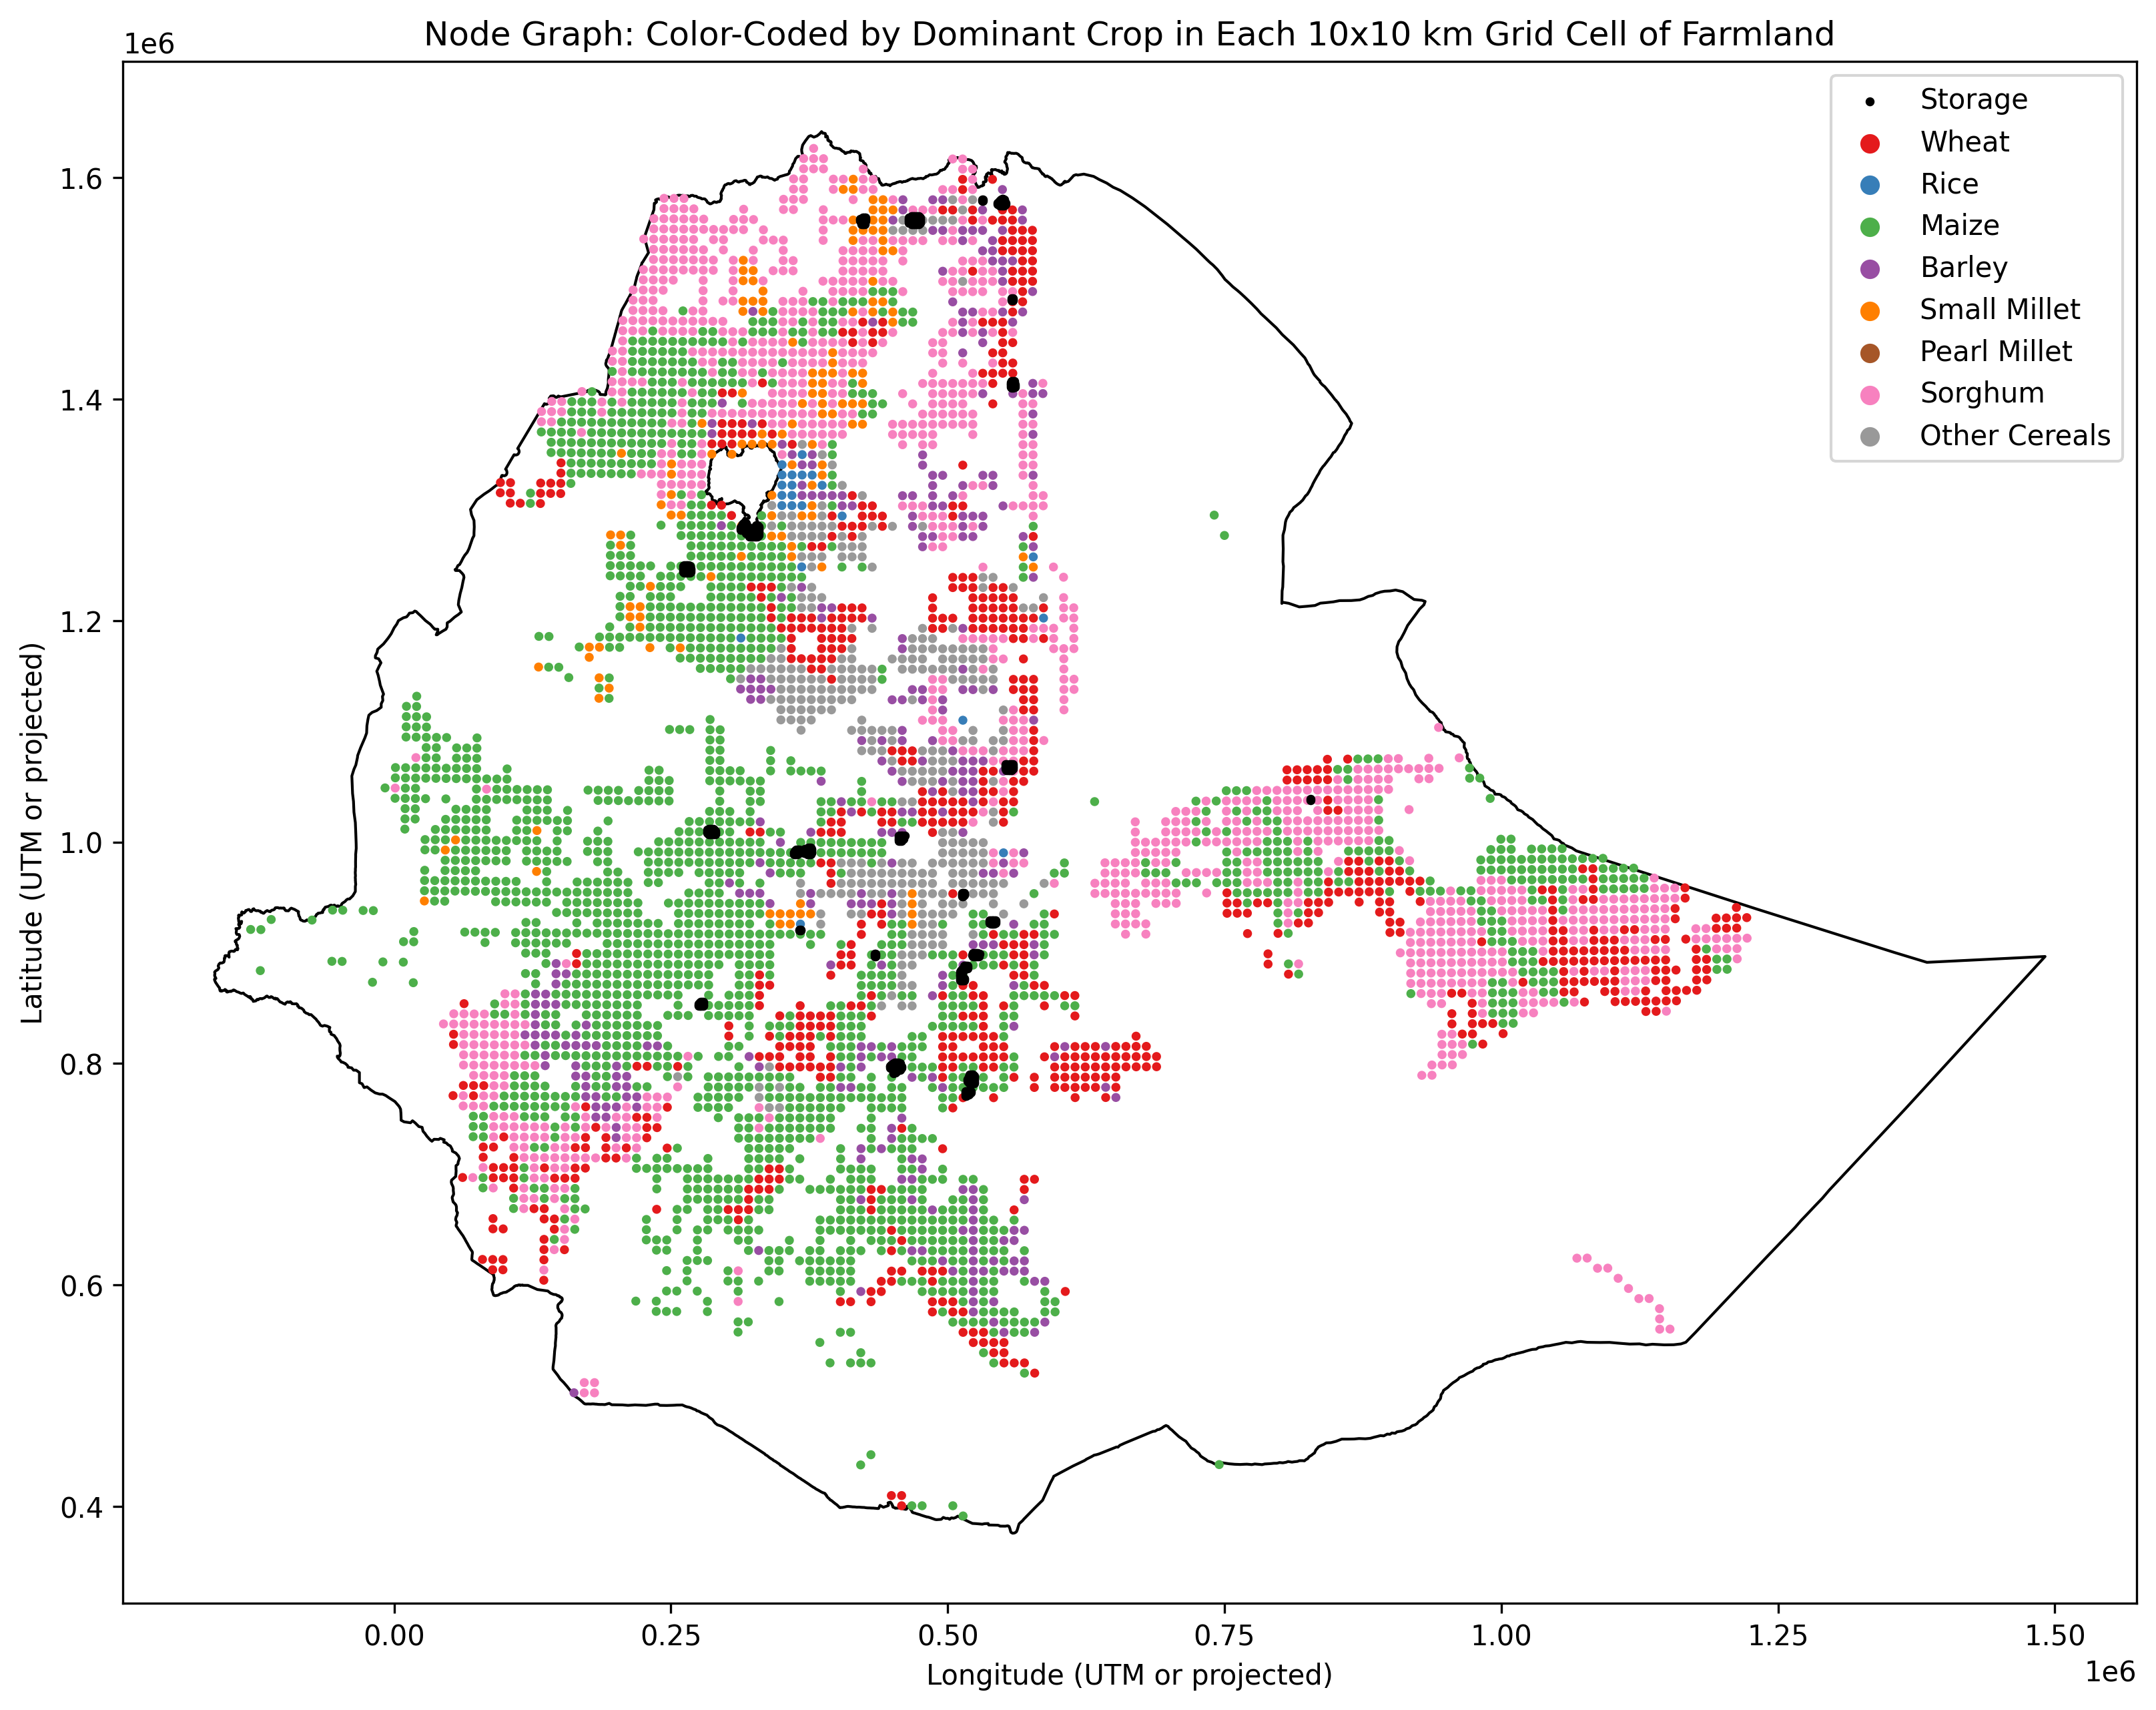 Node Graph: Color-Coded by Dominant Crop in Each 10x10 km Grid Cell of Farmland
1e6
Storage
Wheat
Rice
Maize
Barley
Small Millet
Pearl Millet
Sorghum
Other Cereals
1.6
1.4
1.2
1.0
0.8
0.6
0.4
Latitude (UTM or projected)
0.00 0.25 0.50 0.75 1.00 1.25 1.50
Longitude (UTM or projected)
1e6